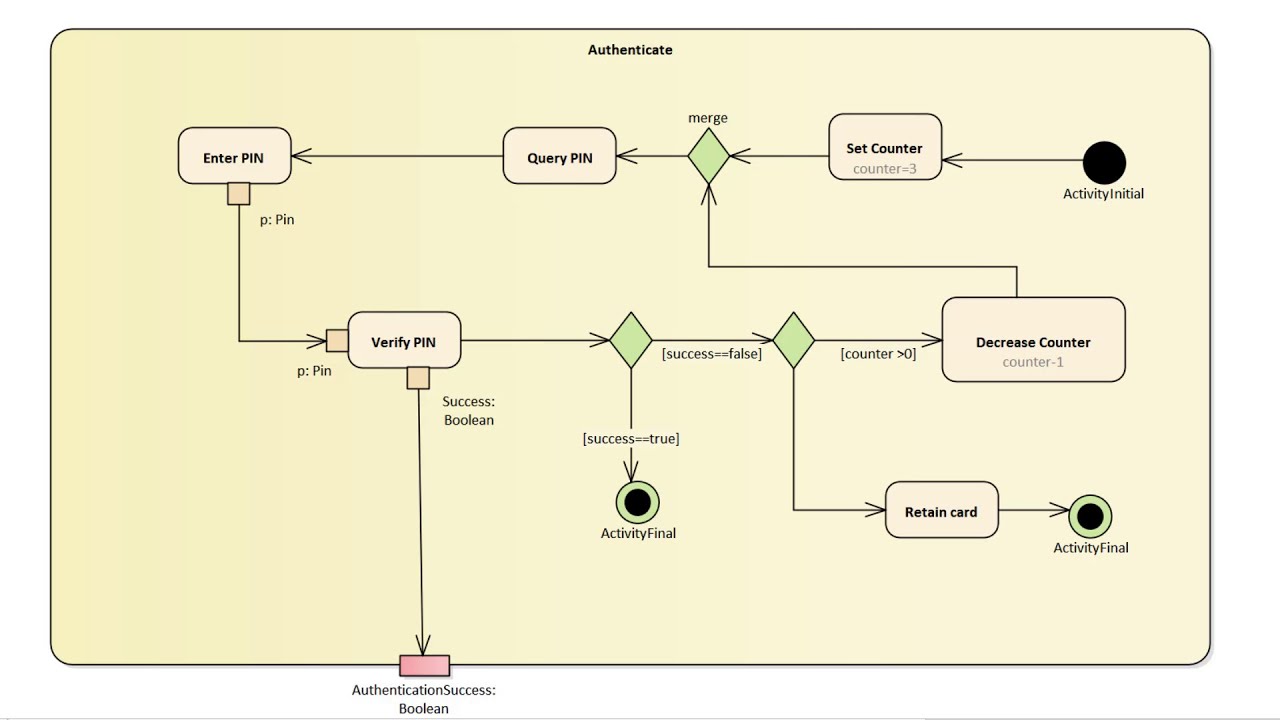 Authenticate
merge
Enter PIN
Query PIN
Set Counter
counter=3
ActivityInitial
p: Pin
Verify PIN
p: Pin
[success==false]
[counter >0]
Decrease Counter
counter-1
Success:
Boolean
[success==true]
ActivityFinal
Retain card
ActivityFinal
AuthenticationSuccess:
Boolean